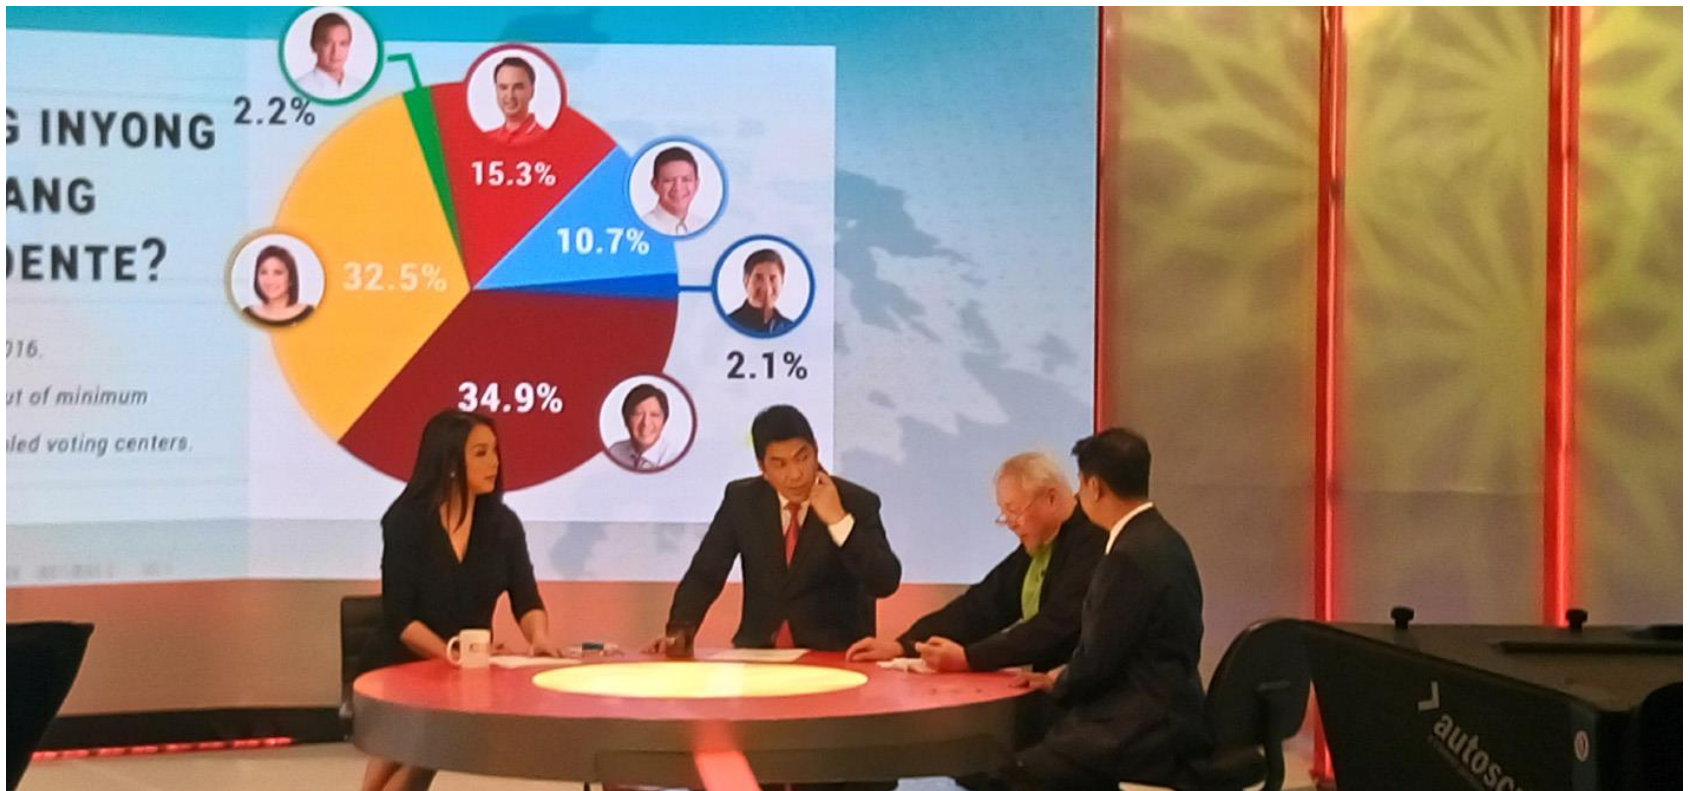 G INYONG
ANG
DENTE?
016.
ut of minimum
led voting centers.
2.2%
15.3%
10.7%
2.1%
32.5%
34.9%